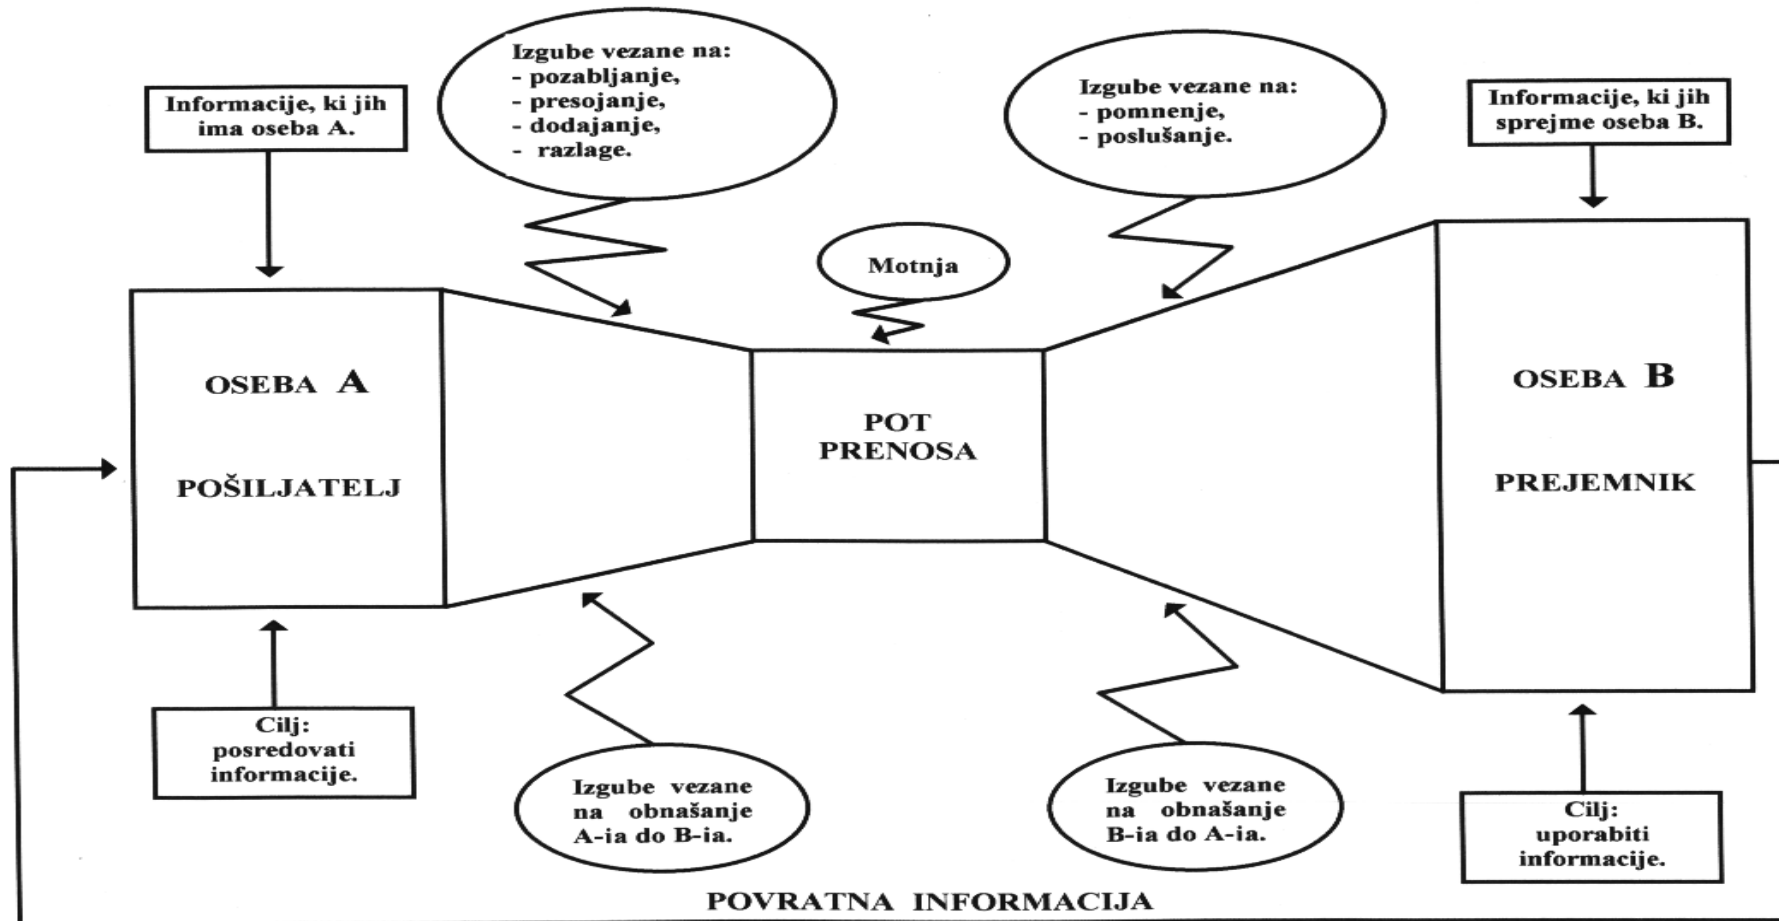 Izgube vezane na:
- pozabljanje,
- presojanje,
- dodajanje,
- razlage.
Izgube vezane na:
- pomnenje,
- poslušanje.
Informacije, ki jih
ima oseba A.
Informacije, ki jih
sprejme oseba B.
Motnja
OSEBA A
POŠILJATELJ
POT
PRENOSA
OSEBA B
PREJEMNIK
Cilj:
posredovati
informacije.
Izgube vezane
na obnašanje
A-ia do B-ia.
Izgube vezane
na obnašanje
B-ia do A-ia.
Cilj:
uporabiti
informacije.
POVRATNA INFORMACIJA